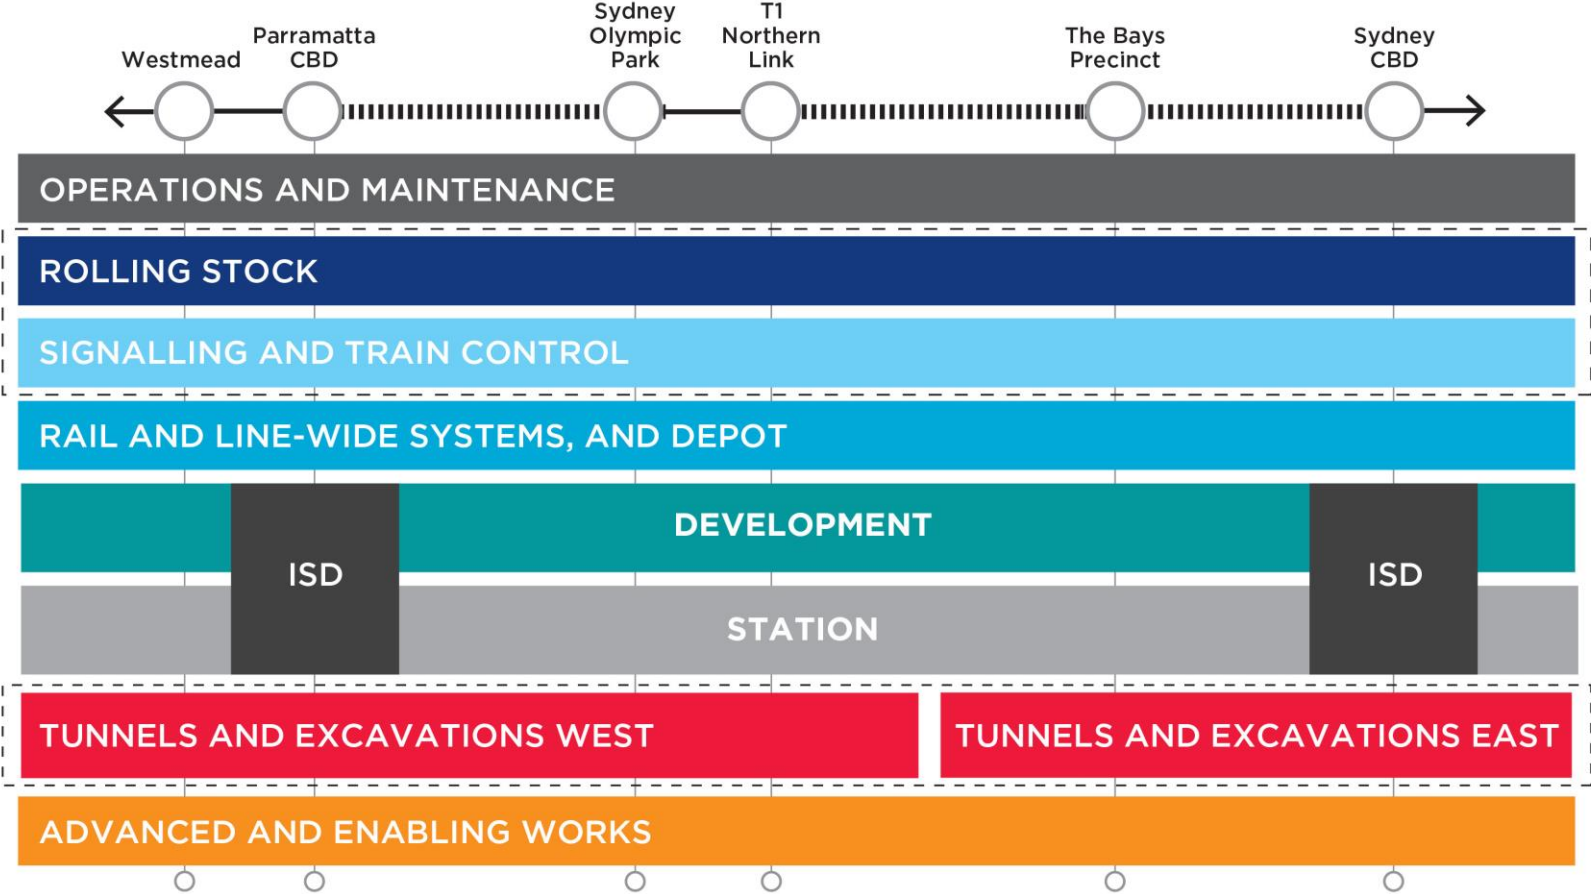 Westmead
Parramatta
CBD
Sydney
Olympic
Park
T1
Northern
Link
The Bays
Precinct
Sydney
CBD
OPERATIONS AND MAINTENANCE
ROLLING STOCK
SIGNALLING AND TRAIN CONTROL
RAIL AND LINE-WIDE SYSTEMS, AND DEPOT
DEVELOPMENT
ISD
ISD
STATION
TUNNELS AND EXCAVATIONS WEST
TUNNELS AND EXCAVATIONS EAST
ADVANCED AND ENABLING WORKS